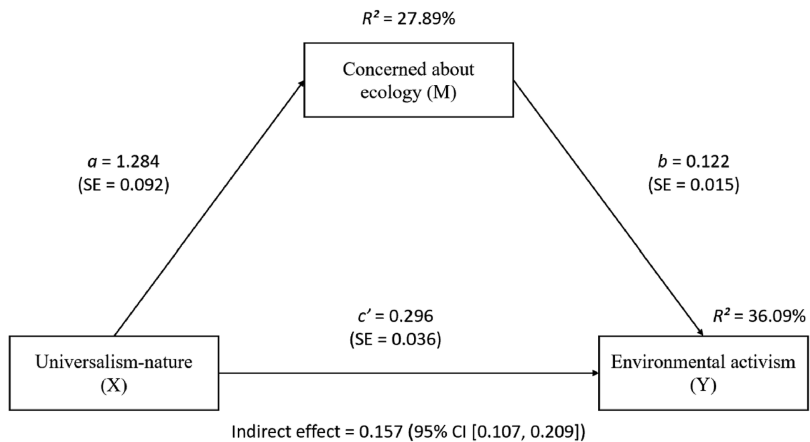 R² = 27.89%
Concerned about
ecology (M)
a = 1.284
(SE = 0.092)
b = 0.122
(SE = 0.015)
c’ = 0.296
(SE = 0.036)
R² = 36.09%
Universalism-nature
(X)
Environmental activism
(Y)
Indirect effect = 0.157 (95% CI [0.107, 0.209])